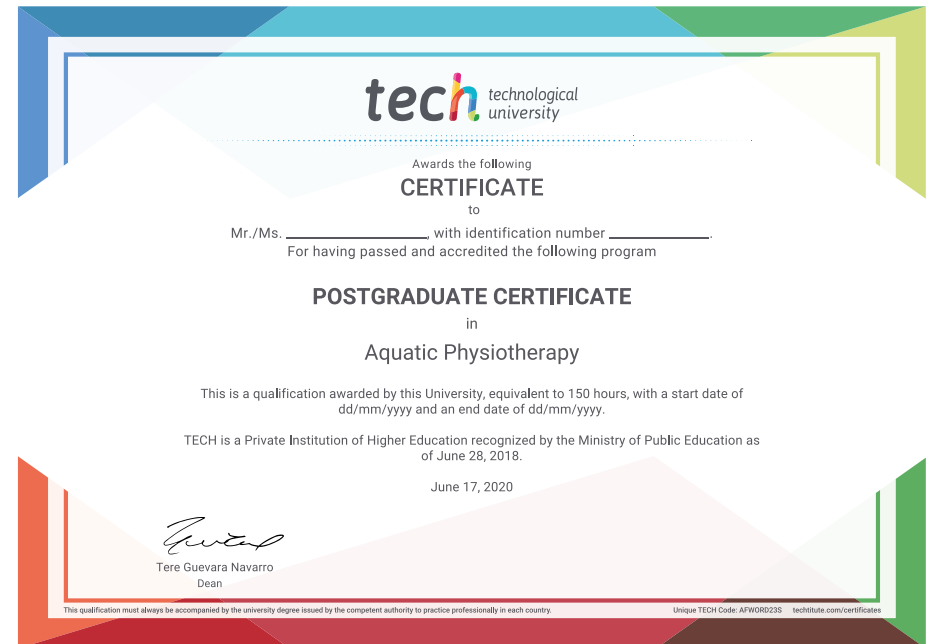 tech technological
university
Awards the following
CERTIFICATE
to
Mr./Ms. ____________________, with identification number ______________.
For having passed and accredited the following program
POSTGRADUATE CERTIFICATE
in
Aquatic Physiotherapy
This is a qualification awarded by this University, equivalent to 150 hours, with a start date of
dd/mm/yyyy and an end date of dd/mm/yyyy.
TECH is a Private Institution of Higher Education recognized by the Ministry of Public Education as
of June 28, 2018.
June 17, 2020
Tere Guevara Navarro
Dean
This qualification must always be accompanied by the university degree issued by the competent authority to practice professionally in each country.
Unique TECH Code: AFWORD23S techtitute.com/certificates